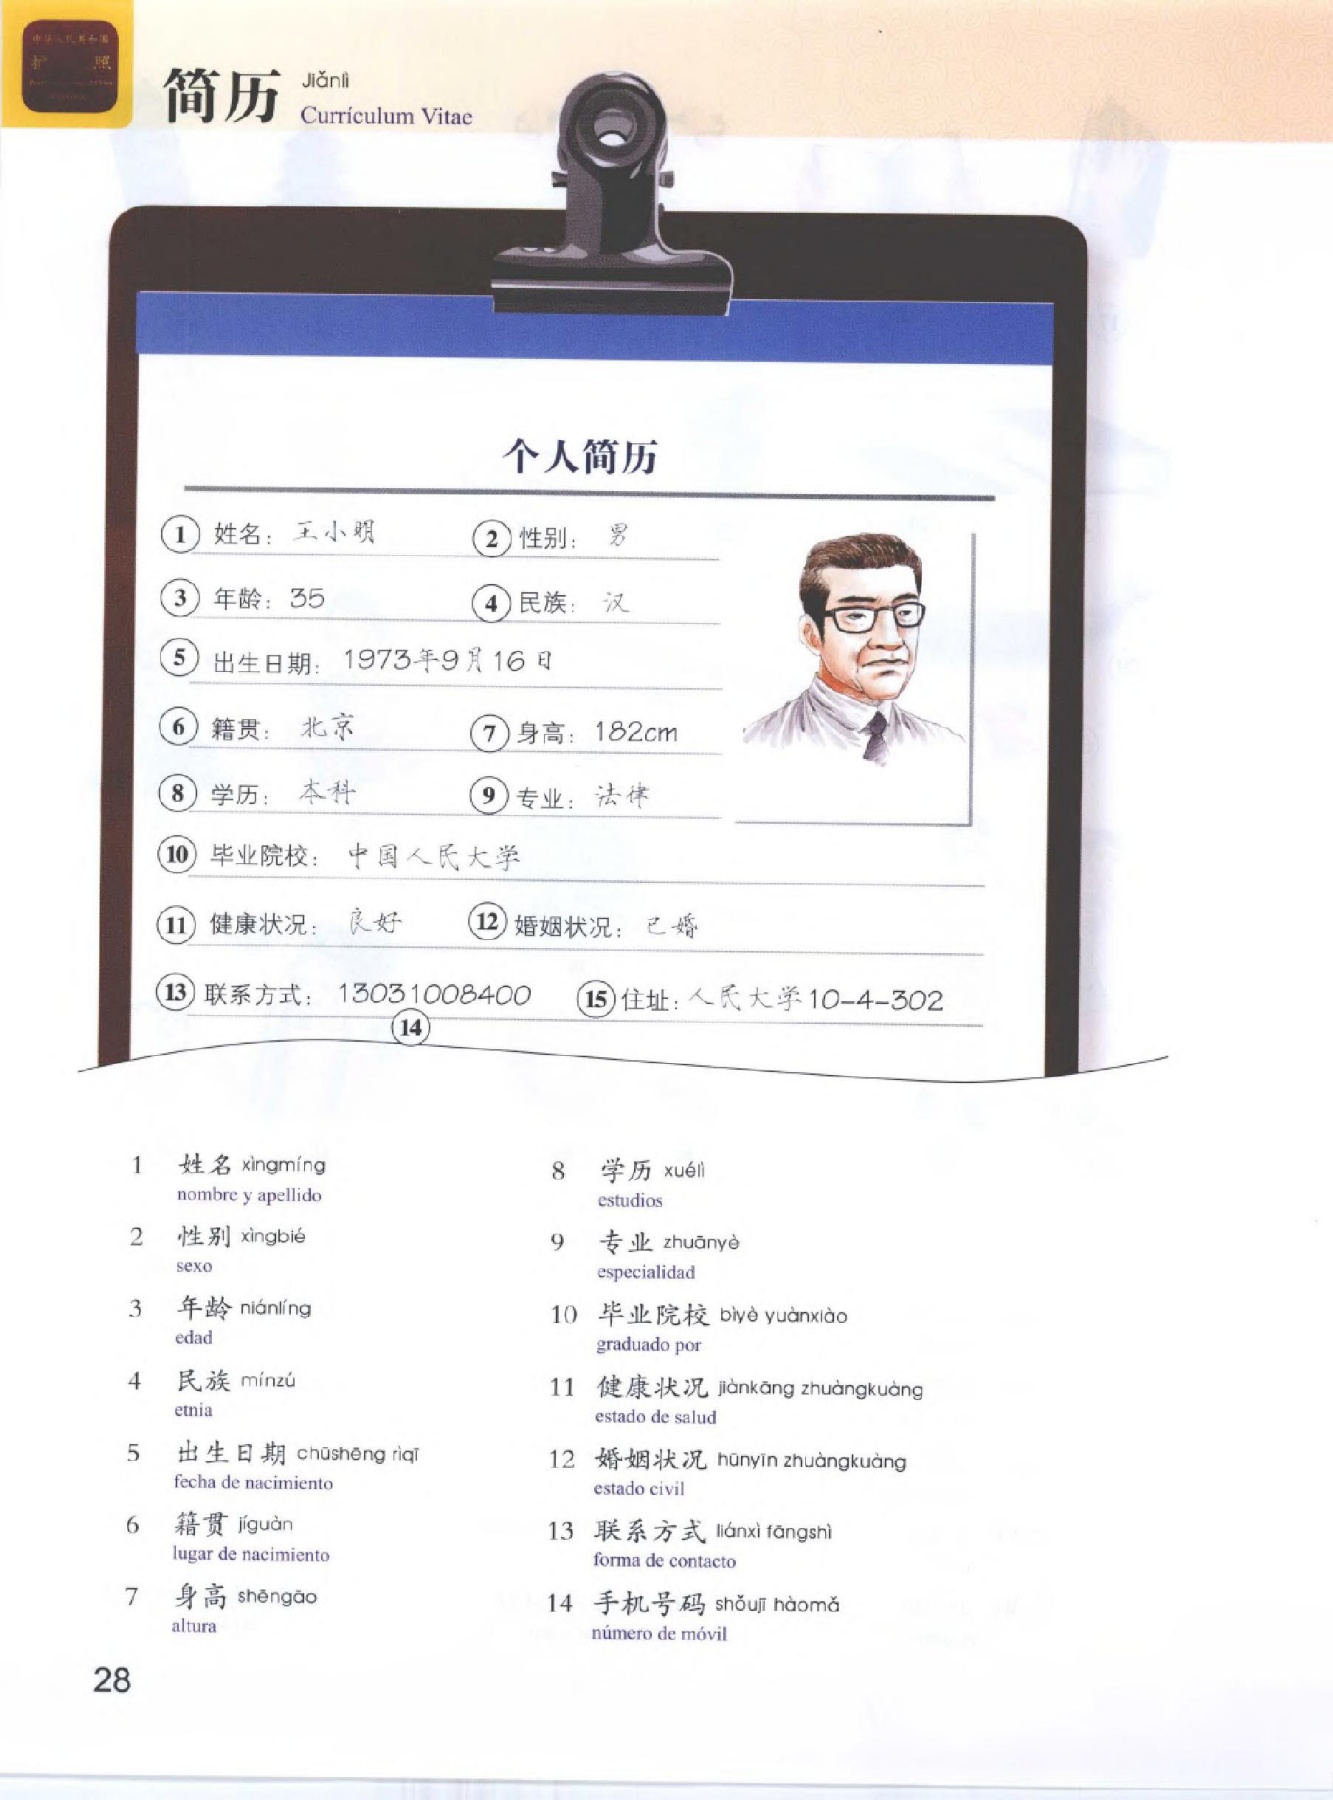 中华人民共和国
护 照
简历 Jiǎnlì
Currículum Vitae
个人简历
① 姓名：王小明 ② 性别：男
③ 年龄：35 ④ 民族：汉
⑤ 出生日期：1973年9月16日
⑥ 籍贯：北京 ⑦ 身高：182cm
⑧ 学历：本科 ⑨ 专业：法律
⑩ 毕业院校：中国人民大学
⑪ 健康状况：良好 ⑫ 婚姻状况：已婚
⑬ 联系方式：13031008400 ⑮ 住址：人民大学10-4-302
⑭
1 姓名 xìngmíng
nombre y apellido
2 性别 xìngbié
sexo
3 年龄 niánlíng
edad
4 民族 mínzú
etnia
5 出生日期 chūshēng rìqī
fecha de nacimiento
6 籍贯 jíguàn
lugar de nacimiento
7 身高 shēngāo
altura
8 学历 xuélì
estudios
9 专业 zhuānyè
especialidad
10 毕业院校 bìyè yuànxiào
graduado por
11 健康状况 jiànkāng zhuàngkuàng
estado de salud
12 婚姻状况 hūnyīn zhuàngkuàng
estado civil
13 联系方式 liánxì fāngshì
forma de contacto
14 手机号码 shǒujī hàomǎ
número de móvil
28